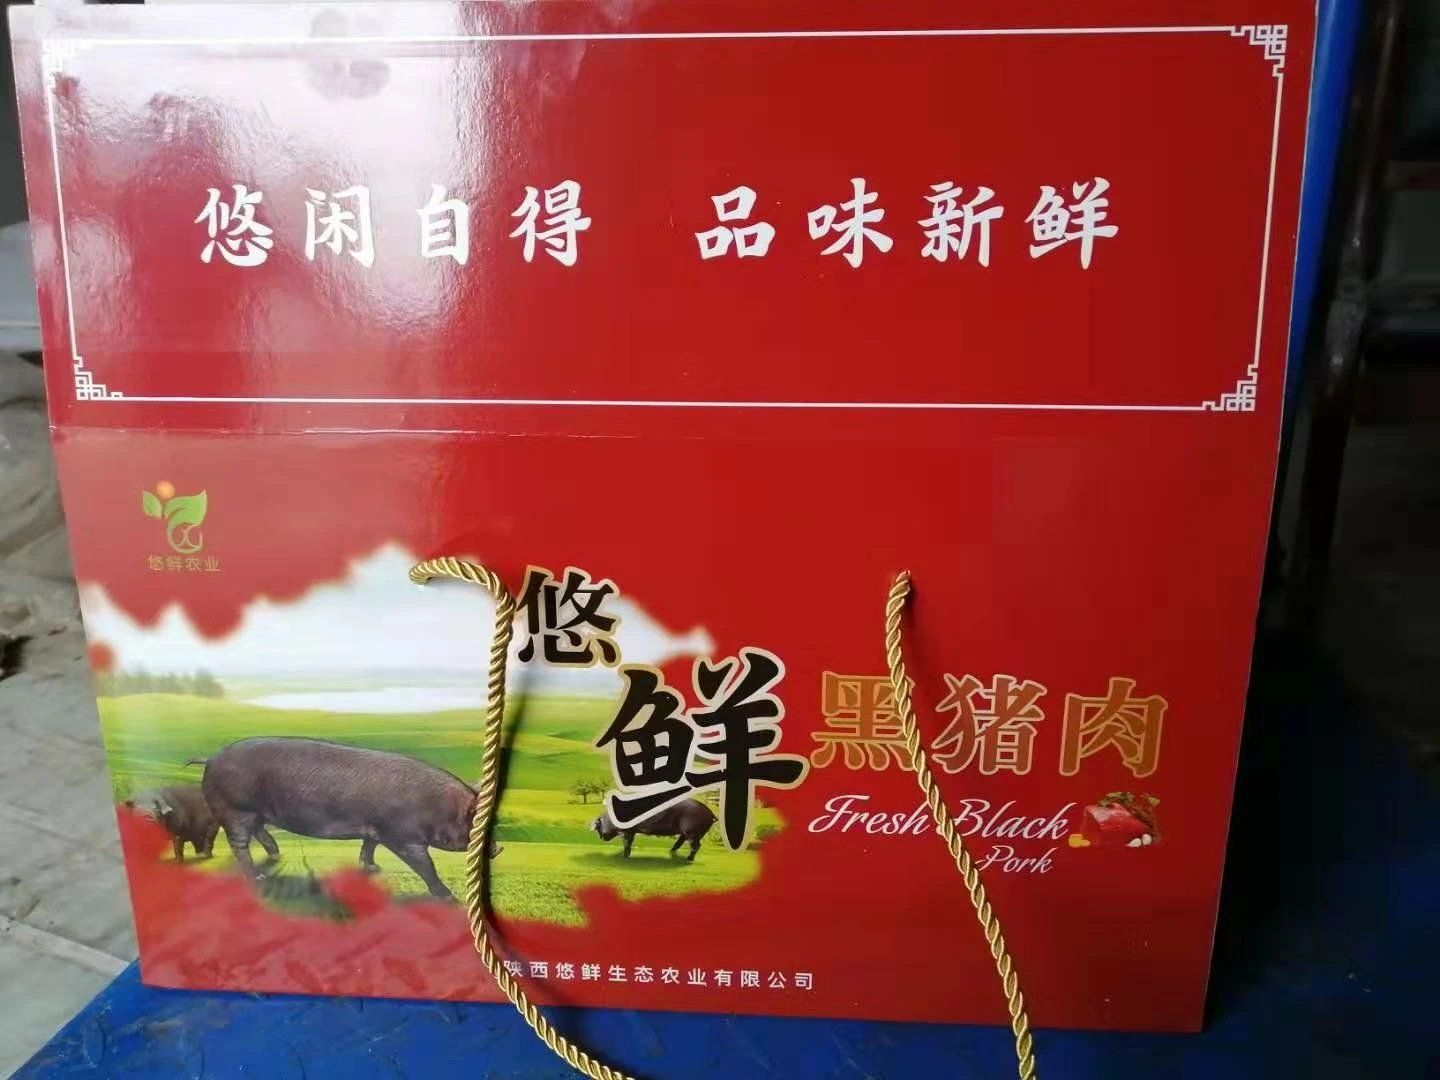 悠闲自得 品味新鲜
悠鲜农业
悠鲜黑猪肉
Fresh Black
Pork
陕西悠鲜生态农业有限公司